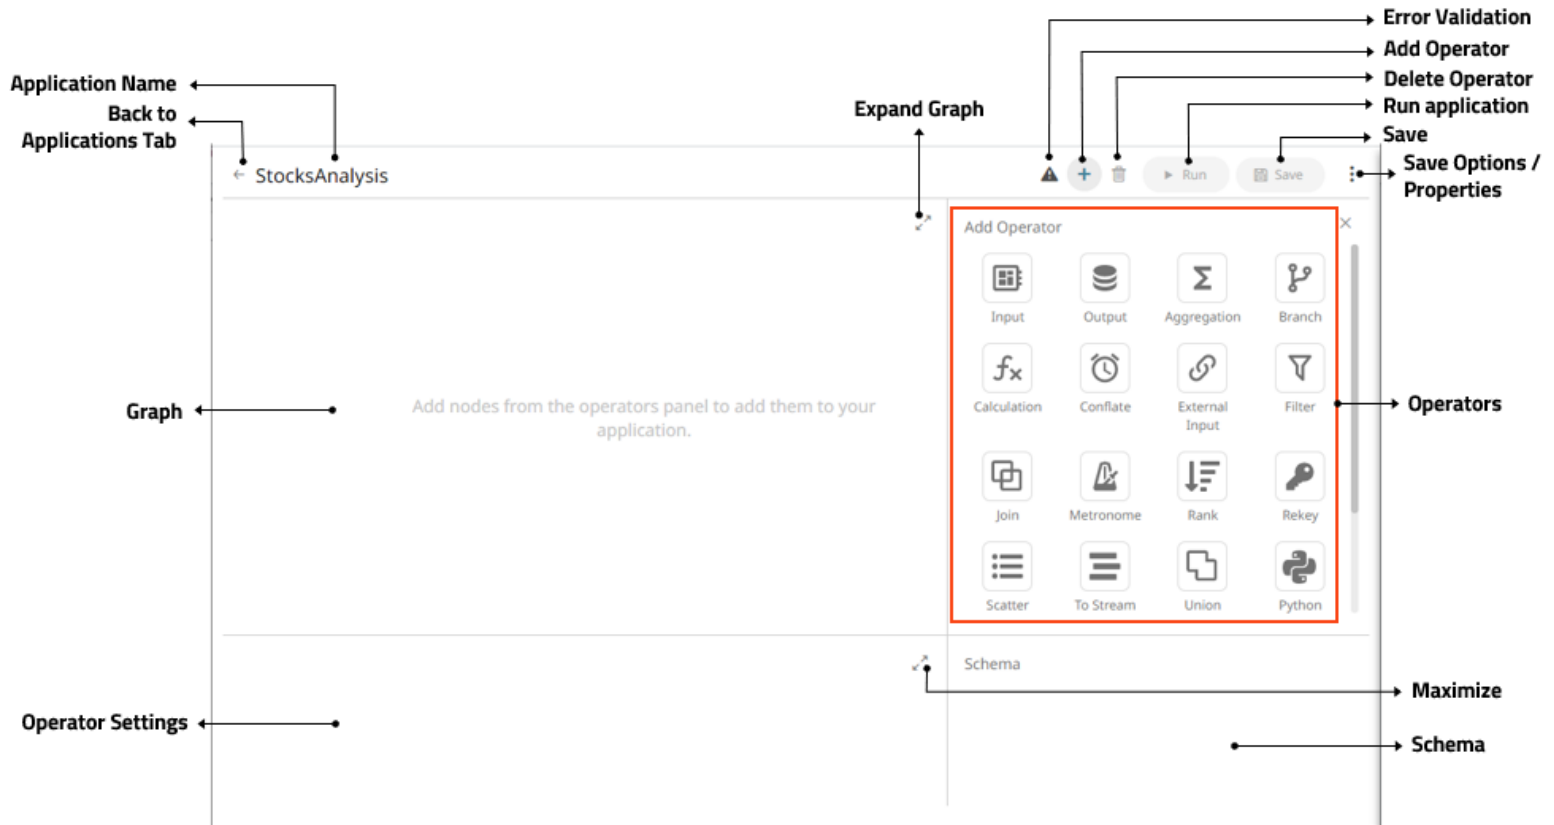 Error Validation
Add Operator
Delete Operator
Run application
Save
Save Options /
Properties
Application Name
Back to
Applications Tab
Expand Graph
StocksAnalysis
Run
Save
Add Operator
Input
Output
Aggregation
Branch
Calculation
Conflate
External
Input
Filter
Join
Metronome
Rank
Rekey
Scatter
To Stream
Union
Python
Graph
Add nodes from the operators panel to add them to your
application.
Operators
Schema
Operator Settings
Maximize
Schema